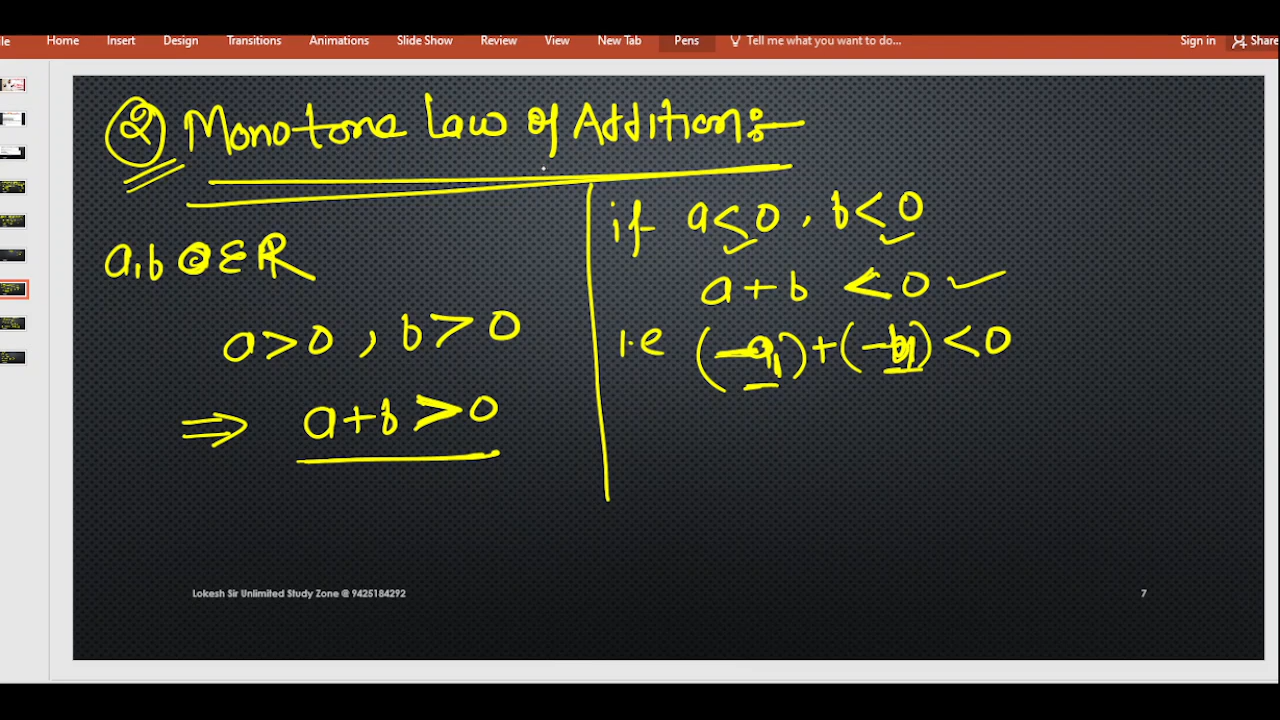 Home Insert Design Transitions Animations Slide Show Review View New Tab Pens Tell me what you want to do... Sign in Share
② Monotone Law of Addition:-
a,b ∈ ℝ
a>0 , b>0
⇒ a+b >0
if a<0 , b<0
a+b <0 ✓
i.e (-a₁)+(-b₁)<0
Lokesh Sir Unlimited Study Zone @ 9425184292
7